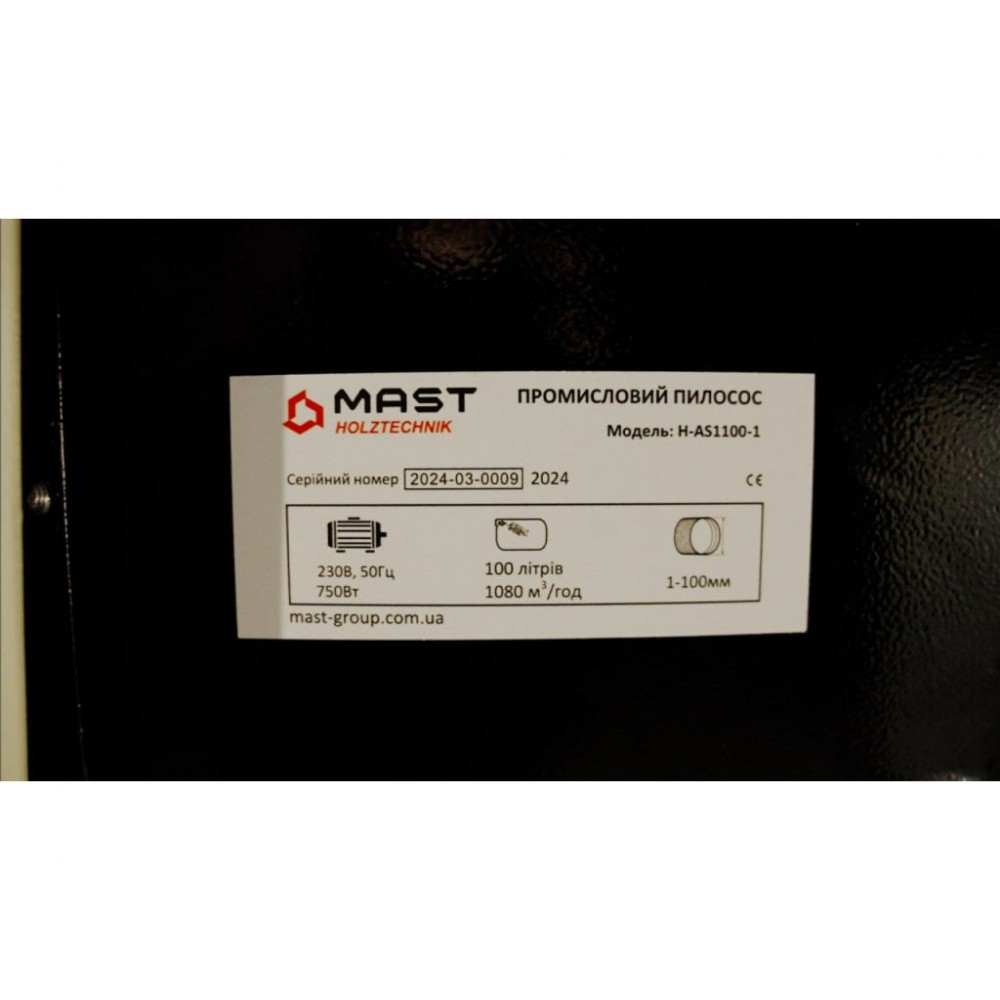 MAST
HOLZTECHNIK
ПРОМИСЛОВИЙ ПИЛОСОС
Модель: H-AS1100-1
Серійний номер 2024-03-0009 2024
CE
230В, 50Гц
750Вт
100 літрів
1080 м³/год
1-100мм
mast-group.com.ua